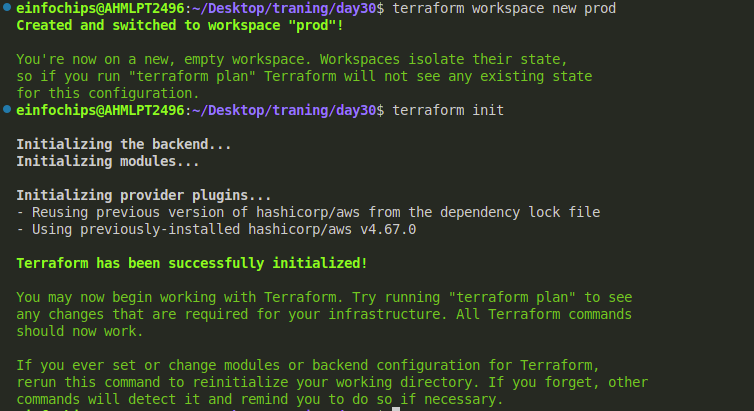 einfochips@AHMLPT2496:~/Desktop/traning/day30$ terraform workspace new prod
Created and switched to workspace "prod"!
You're now on a new, empty workspace. Workspaces isolate their state,
so if you run "terraform plan" Terraform will not see any existing state
for this configuration.
einfochips@AHMLPT2496:~/Desktop/traning/day30$ terraform init
Initializing the backend...
Initializing modules...
Initializing provider plugins...
- Reusing previous version of hashicorp/aws from the dependency lock file
- Using previously-installed hashicorp/aws v4.67.0
Terraform has been successfully initialized!
You may now begin working with Terraform. Try running "terraform plan" to see
any changes that are required for your infrastructure. All Terraform commands
should now work.
If you ever set or change modules or backend configuration for Terraform,
rerun this command to reinitialize your working directory. If you forget, other
commands will detect it and remind you to do so if necessary.